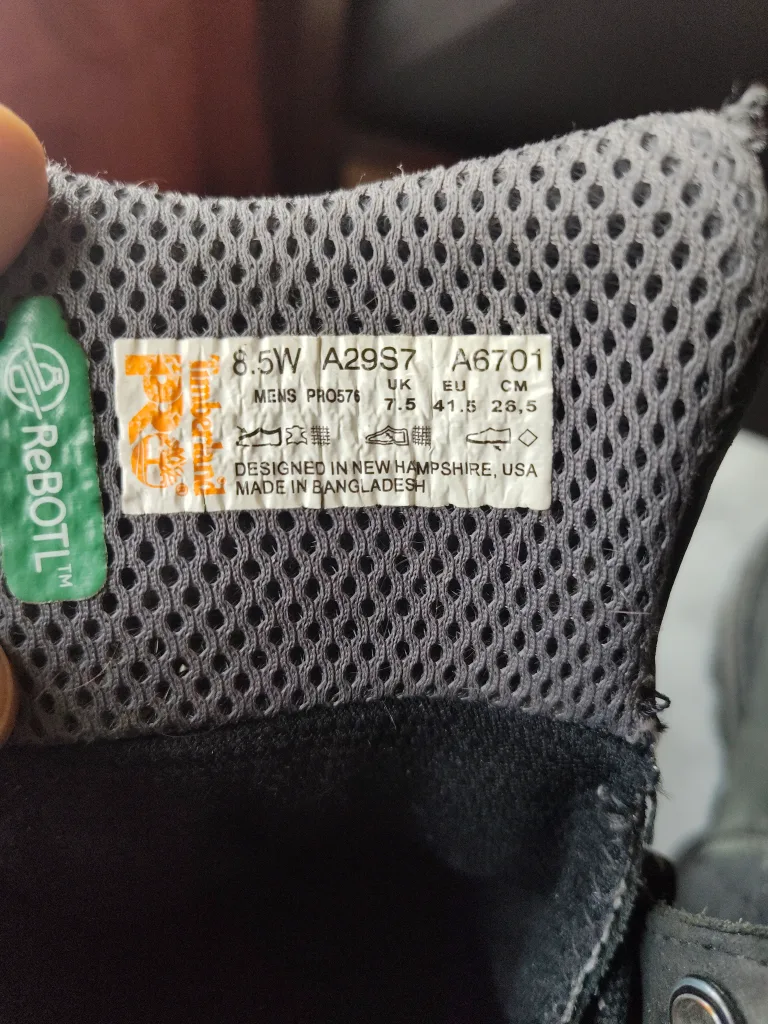 ReBOTL™
Timberland
PRO®
8.5W A29S7 A6701
MENS PRO576 UK 7.5 EU 41.5 CM 26.5
DESIGNED IN NEW HAMPSHIRE, USA
MADE IN BANGLADESH